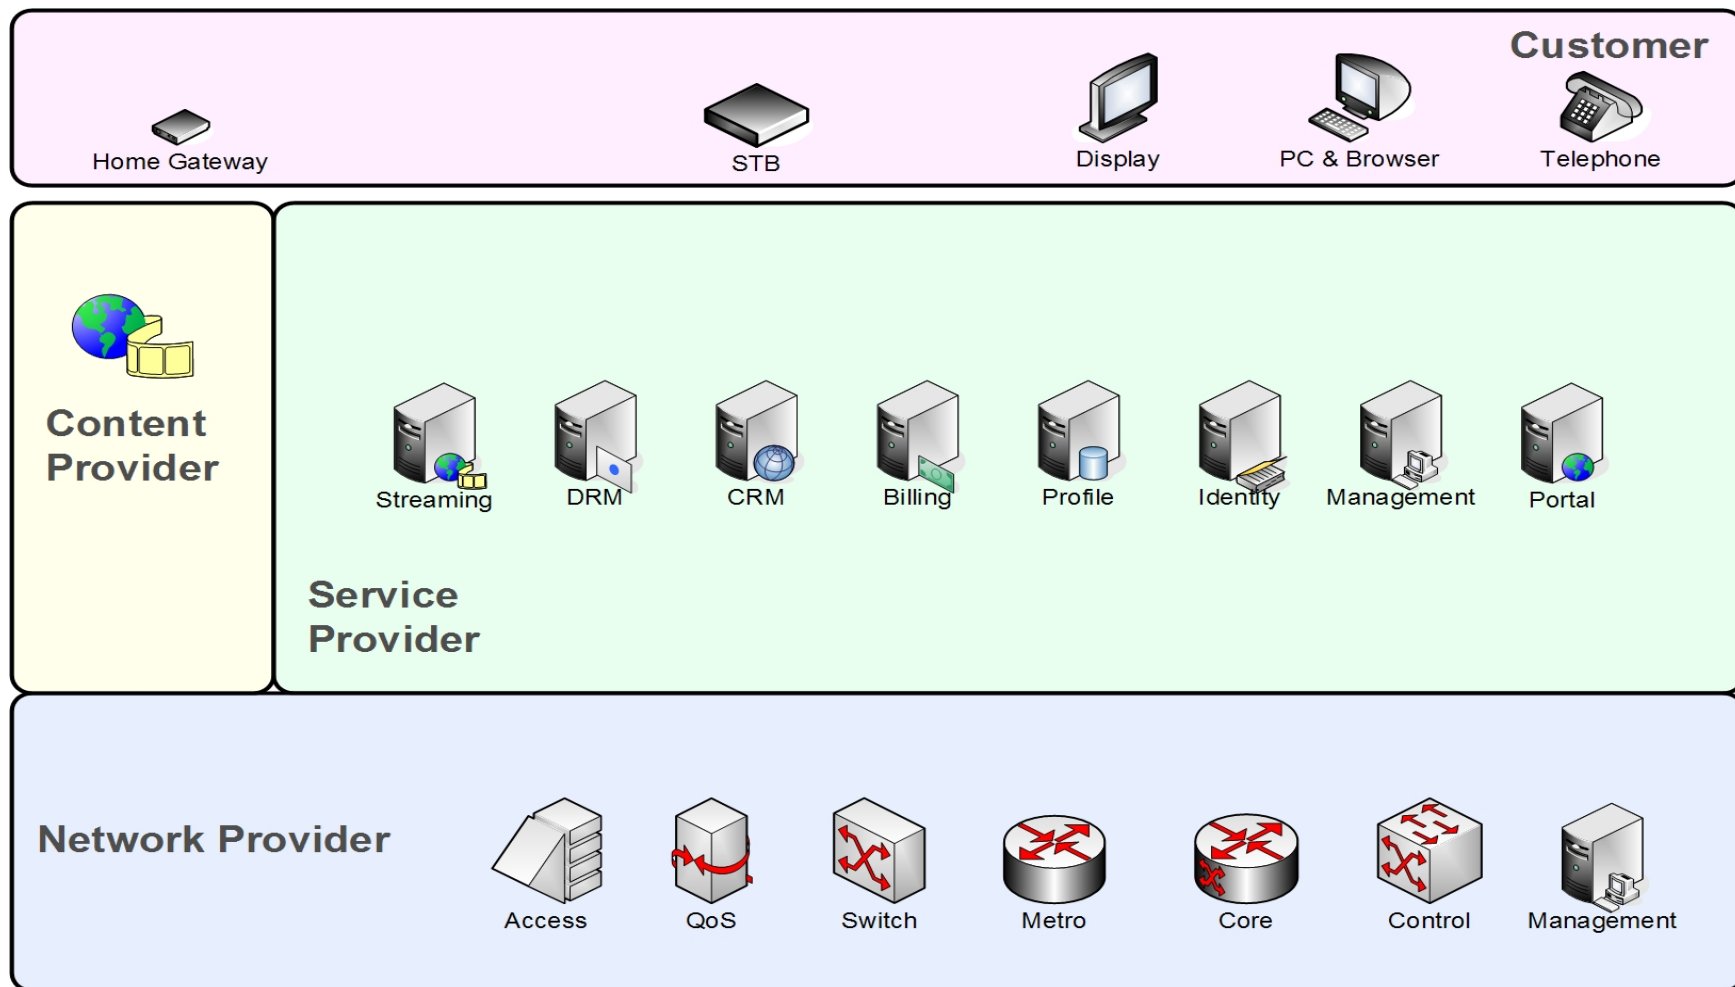 Customer
Home Gateway
STB
Display
PC & Browser
Telephone
Content
Provider
Streaming
DRM
CRM
Billing
Profile
Identity
Management
Portal
Service
Provider
Network Provider
Access
QoS
Switch
Metro
Core
Control
Management